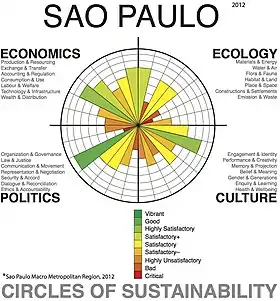 SAO PAULO
2012
ECONOMICS
Production & Resourcing
Exchange & Transfer
Accounting & Regulation
Consumption & Use
Labour & Welfare
Technology & Infrastructure
Wealth & Distribution
ECOLOGY
Materials & Energy
Water & Air
Flora & Fauna
Habitat & Land
Place & Space
Constructions & Settlements
Emission & Waste
Organization & Governance
Law & Justice
Communication & Movement
Representation & Negotiation
Security & Accord
Dialogue & Reconciliation
Ethics & Accountability
POLITICS
Engagement & Identity
Performance & Creativity
Memory & Projection
Belief & Meaning
Gender & Generations
Enquiry & Learning
Health & Wellbeing
CULTURE
Vibrant
Good
Highly Satisfactory
Satisfactory+
Satisfactory
Satisfactory−
Highly Unsatisfactory
Bad
Critical
*Sao Paulo Macro Metropolitan Region, 2012
CIRCLES OF SUSTAINABILITY